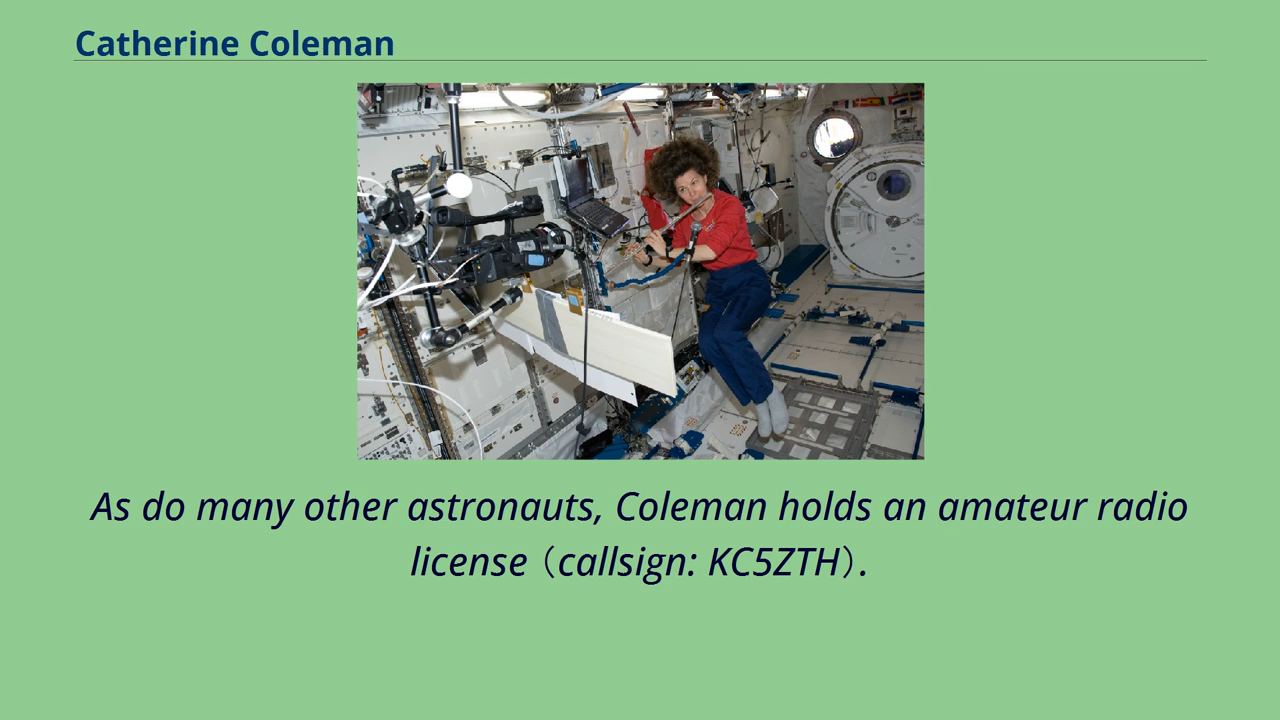 Catherine Coleman
As do many other astronauts, Coleman holds an amateur radio
license（callsign: KC5ZTH）.